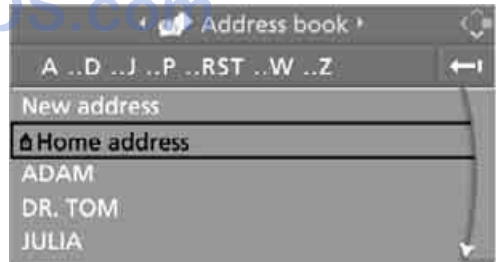 Address book
A ..D ..J ..P ..RST ..W ..Z
New address
Home address
ADAM
DR. TOM
JULIA